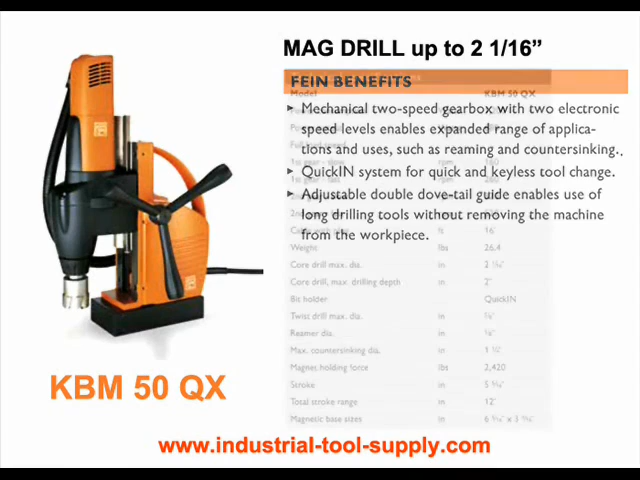 MAG DRILL up to 2 1/16”
FEIN BENEFITS
Model KBM 50 QX
▸ Mechanical two-speed gearbox with two electronic
speed levels enables expanded range of applica-
tions and uses, such as reaming and countersinking..
▸ QuickIN system for quick and keyless tool change.
▸ Adjustable double dove-tail guide enables use of
long drilling tools without removing the machine
from the workpiece.
Weight lbs 26.4
Core drill max. dia. in
Core drill, max. drilling depth in 2"
Bit holder QuickIN
Twist drill max. dia. in
Reamer dia. in
Max. countersinking dia. in
Magnet holding force lbs 2,420
Stroke in
Total stroke range in 12"
Magnetic base sizes in
KBM 50 QX
www.industrial-tool-supply.com